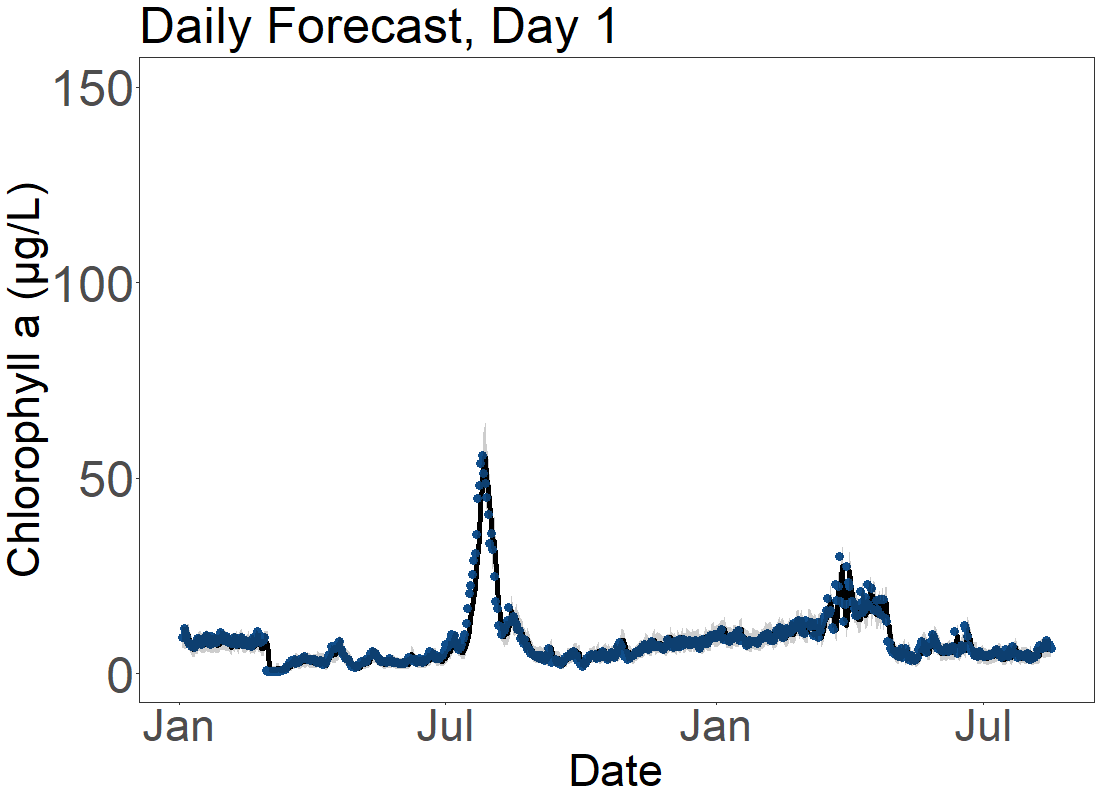 Daily Forecast, Day 1
Chlorophyll a (µg/L)
150
100
50
0
Jan Jul Jan Jul
Date